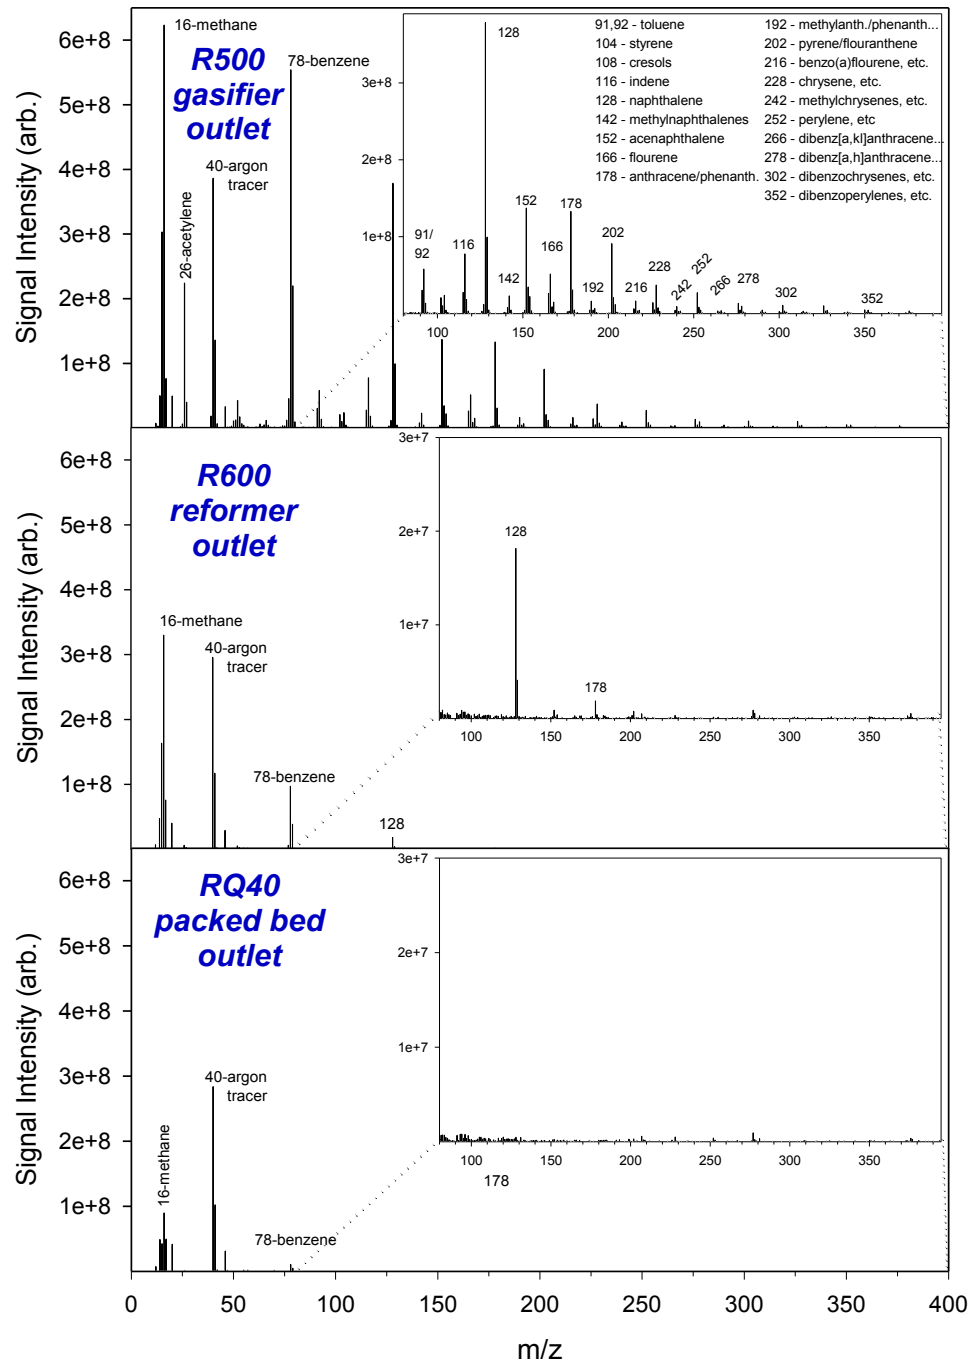 6e+8
5e+8
4e+8
3e+8
2e+8
1e+8
Signal Intensity (arb.)
16-methane
R500
gasifier
outlet
78-benzene
40-argon
tracer
26-acetylene
3e+8
2e+8
1e+8
128
91/
92
116
142
152
166
178
192
202
216
228
242
252
266
278
302
352
100
150
200
250
300
350
91,92 - toluene
104 - styrene
108 - cresols
116 - indene
128 - naphthalene
142 - methylnaphthalenes
152 - acenaphthalene
166 - flourene
178 - anthracene/phenanth.
192 - methylanth./phenanth...
202 - pyrene/flouranthene
216 - benzo(a)flourene, etc.
228 - chrysene, etc.
242 - methylchrysenes, etc.
252 - perylene, etc
266 - dibenz[a,kl]anthracene...
278 - dibenz[a,h]anthracene...
302 - dibenzochrysenes, etc.
352 - dibenzoperylenes, etc.
6e+8
5e+8
4e+8
3e+8
2e+8
1e+8
Signal Intensity (arb.)
R600
reformer
outlet
16-methane
40-argon
tracer
78-benzene
128
3e+7
2e+7
1e+7
128
178
100
150
200
250
300
350
6e+8
5e+8
4e+8
3e+8
2e+8
1e+8
Signal Intensity (arb.)
RQ40
packed bed
outlet
40-argon
tracer
16-methane
78-benzene
3e+7
2e+7
1e+7
100
150
200
250
300
350
178
0
50
100
150
200
250
300
350
400
m/z